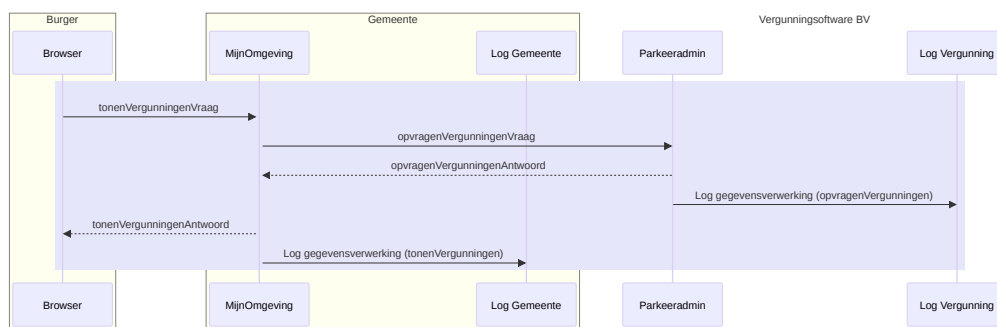 Burger
Gemeente
Vergunningsoftware BV
Browser
MijnOmgeving
Log Gemeente
Parkeeradmin
Log Vergunning
tonenVergunningenVraag
opvragenVergunningenVraag
opvragenVergunningenAntwoord
Log gegevensverwerking (opvragenVergunningen)
tonenVergunningenAntwoord
Log gegevensverwerking (tonenVergunningen)
Browser
MijnOmgeving
Log Gemeente
Parkeeradmin
Log Vergunning